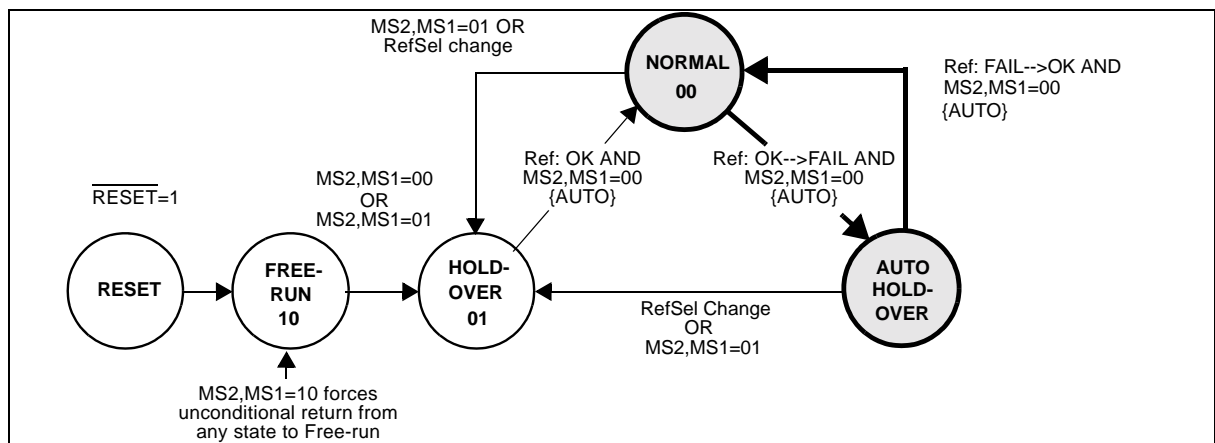 MS2,MS1=01 OR
RefSel change
NORMAL
00
Ref: FAIL-->OK AND
MS2,MS1=00
{AUTO}
Ref: OK AND
MS2,MS1=00
{AUTO}
Ref: OK-->FAIL AND
MS2,MS1=00
{AUTO}
RESET=1
MS2,MS1=00
OR
MS2,MS1=01
RESET
FREE-
RUN
10
HOLD-
OVER
01
AUTO
HOLD-
OVER
RefSel Change
OR
MS2,MS1=01
MS2,MS1=10 forces
unconditional return from
any state to Free-run